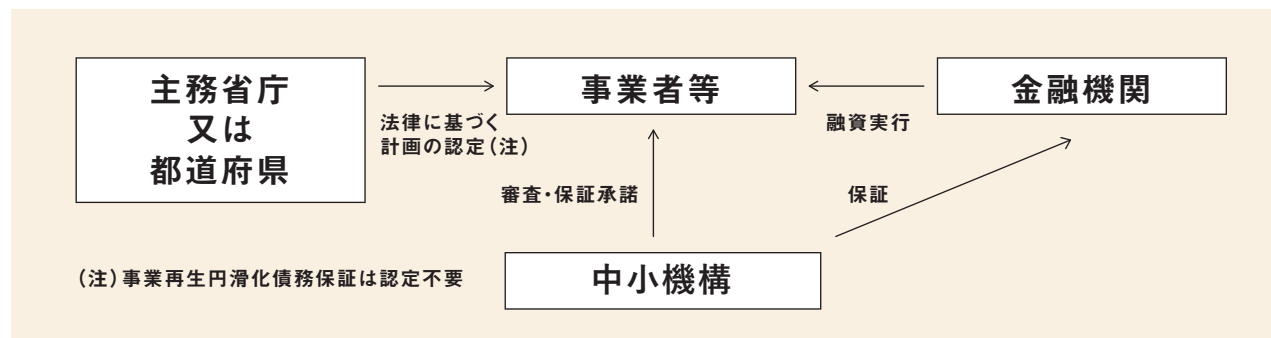 主務省庁
又は
都道府県
法律に基づく
計画の認定（注）
事業者等
融資実行
金融機関
審査・保証承諾
保証
中小機構
（注）事業再生円滑化債務保証は認定不要